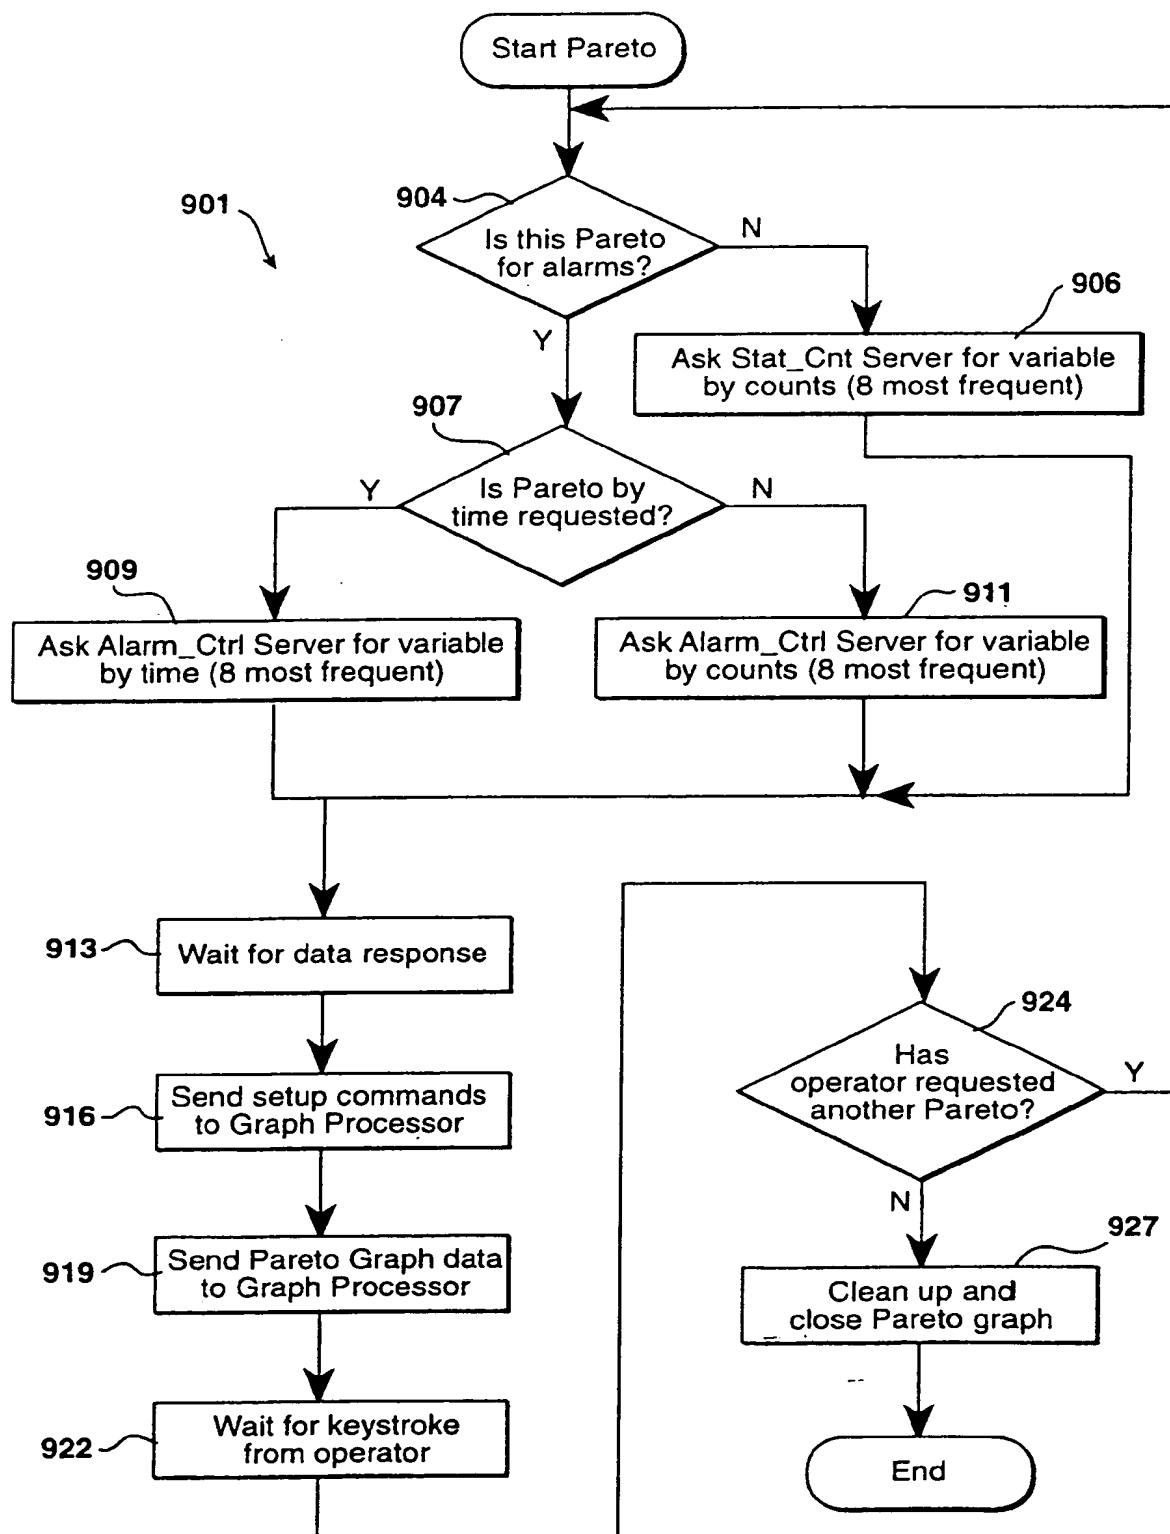 Start Pareto
904
901
Is this Pareto
for alarms?
N
Y
906
Ask Stat_Cnt Server for variable
by counts (8 most frequent)
907
Is Pareto by
time requested?
Y
N
909
Ask Alarm_Ctrl Server for variable
by time (8 most frequent)
911
Ask Alarm_Ctrl Server for variable
by counts (8 most frequent)
913
Wait for data response
916
Send setup commands
to Graph Processor
919
Send Pareto Graph data
to Graph Processor
922
Wait for keystroke
from operator
924
Has
operator requested
another Pareto?
Y
N
927
Clean up and
close Pareto graph
End